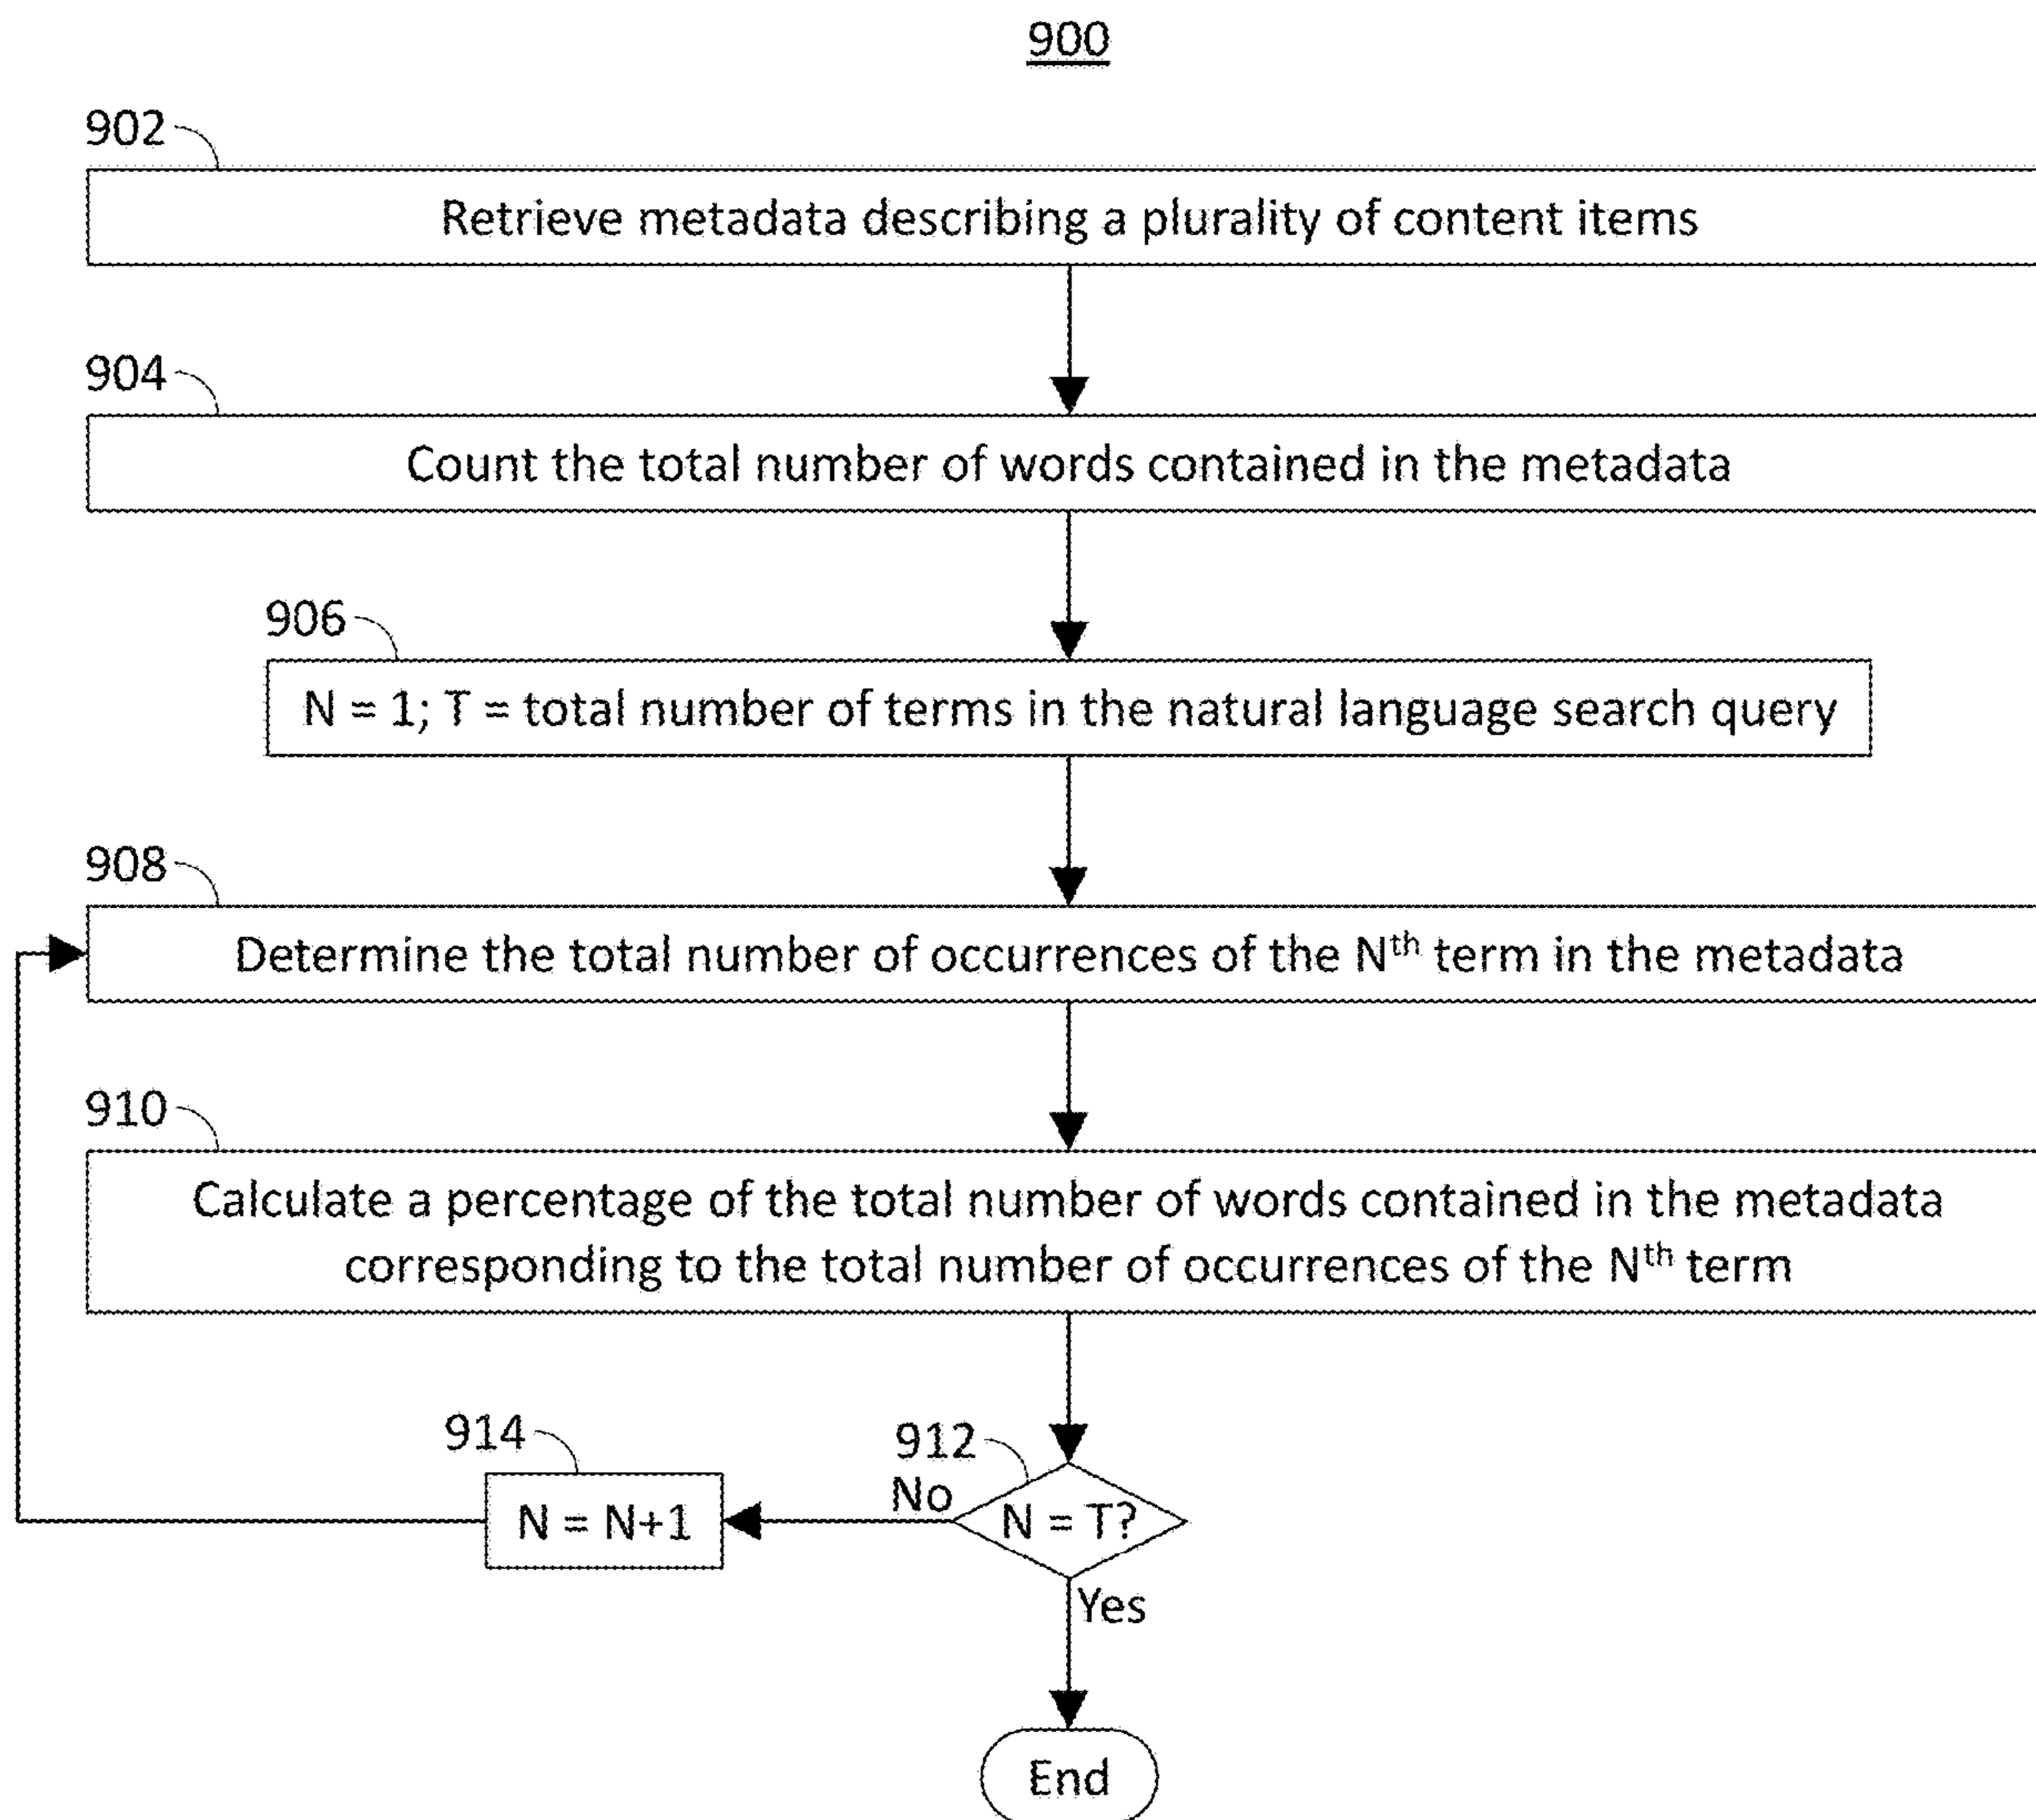 900
902
Retrieve metadata describing a plurality of content items
904
Count the total number of words contained in the metadata
906
N = 1; T = total number of terms in the natural language search query
908
Determine the total number of occurrences of the Nth term in the metadata
910
Calculate a percentage of the total number of words contained in the metadata
corresponding to the total number of occurrences of the Nth term
914
912
No
N = N+1
N = T?
Yes
End